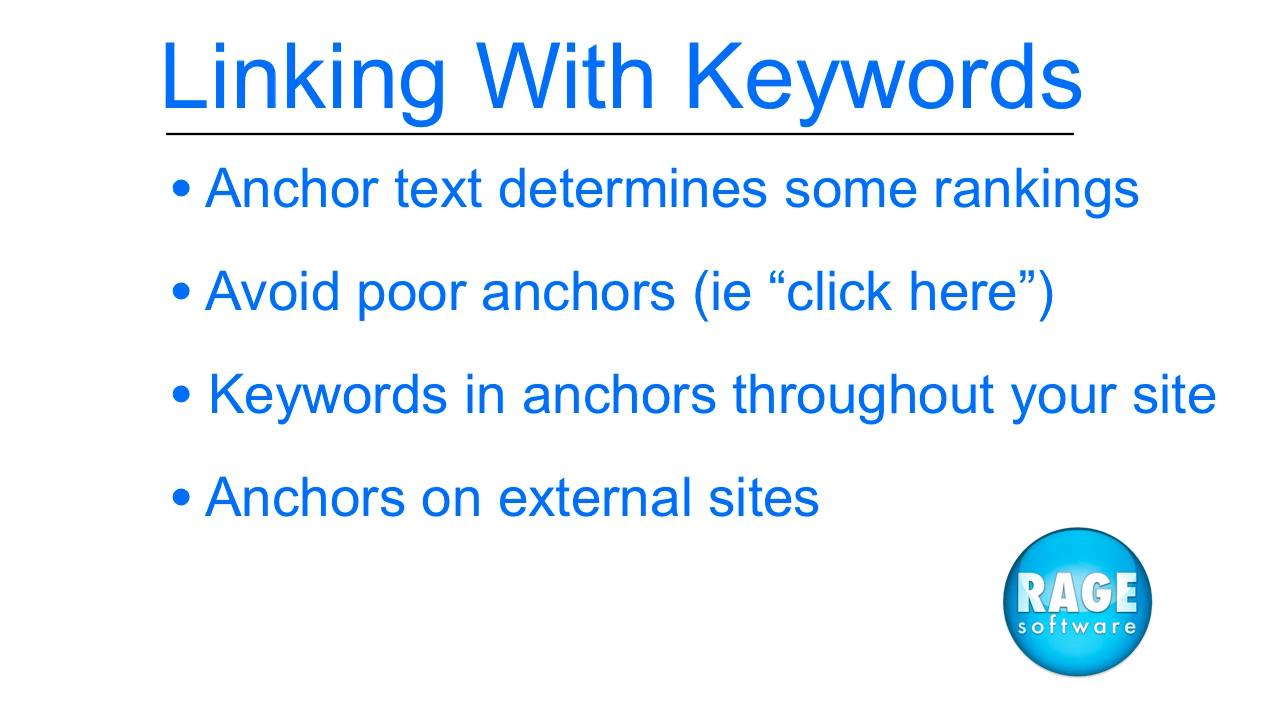 Linking With Keywords
• Anchor text determines some rankings
• Avoid poor anchors (ie “click here”)
• Keywords in anchors throughout your site
• Anchors on external sites
RAGE
software